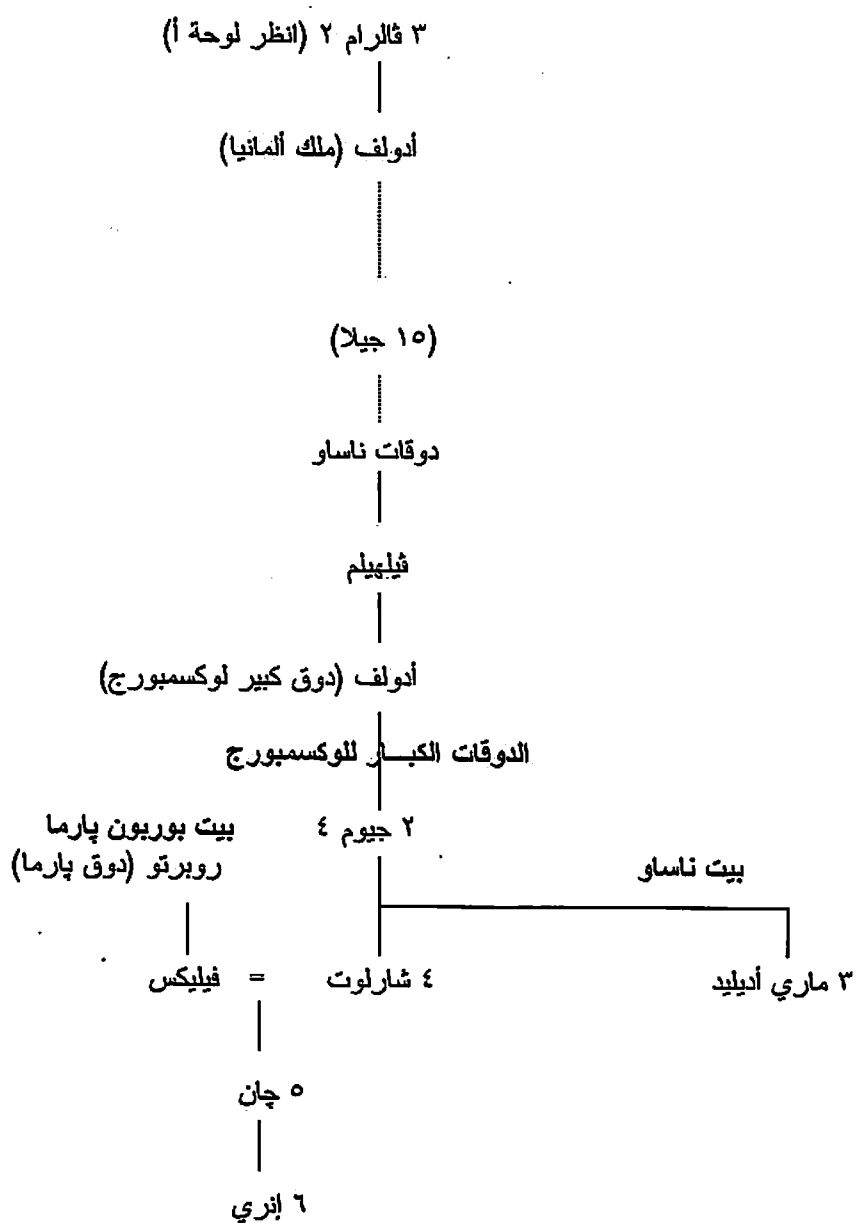 ٣ ڤالرام ٢ (انظر لوحة أ)
أدولف (ملك ألمانيا)
(١٥ جيلا)
دوقات ناساو
ڤيلهيلم
أدولف (دوق كبير لوكسمبورج)
الدوقات الكبــار للوكسمبورج
٢ جيوم ٤
بيت بوربون پارما
روبرتو (دوق پارما)
بيت ناساو
٣ ماري أديليد
٤ شارلوت = فيليكس
٥ چان
٦ إنري